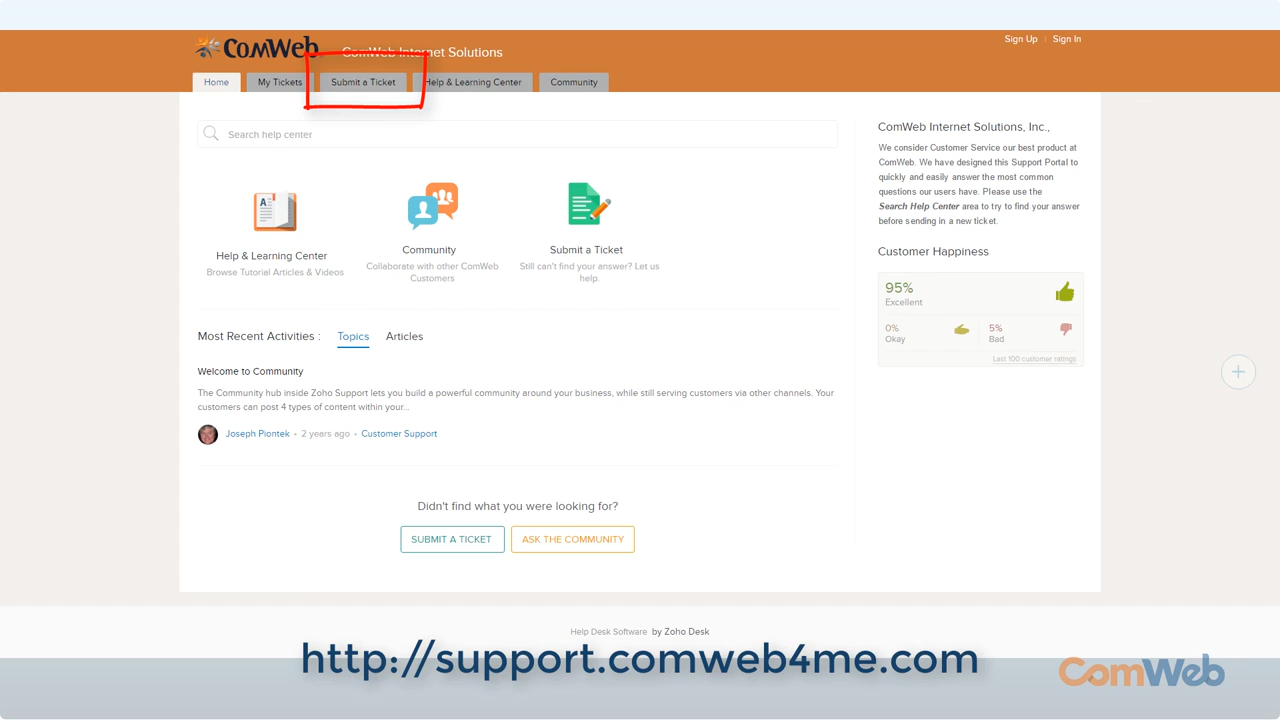 ComWeb
ComWeb Internet Solutions
Sign Up
Sign In
Home
My Tickets
Submit a Ticket
Help & Learning Center
Community
Search help center
Help & Learning Center
Browse Tutorial Articles & Videos
Community
Collaborate with other ComWeb
Customers
Submit a Ticket
Still can't find your answer? Let us
help.
Most Recent Activities :
Topics
Articles
Welcome to Community
The Community hub inside Zoho Support lets you build a powerful community around your business, while still serving customers via other channels. Your
customers can post 4 types of content within your...
Joseph Piontek • 2 years ago • Customer Support
Didn't find what you were looking for?
SUBMIT A TICKET
ASK THE COMMUNITY
ComWeb Internet Solutions, Inc.,
We consider Customer Service our best product at
ComWeb. We have designed this Support Portal to
quickly and easily answer the most common
questions our users have. Please use the
Search Help Center area to try to find your answer
before sending in a new ticket.
Customer Happiness
95%
Excellent
0%
Okay
5%
Bad
Last 100 customer ratings
Help Desk Software by Zoho Desk
http://support.comweb4me.com
ComWeb